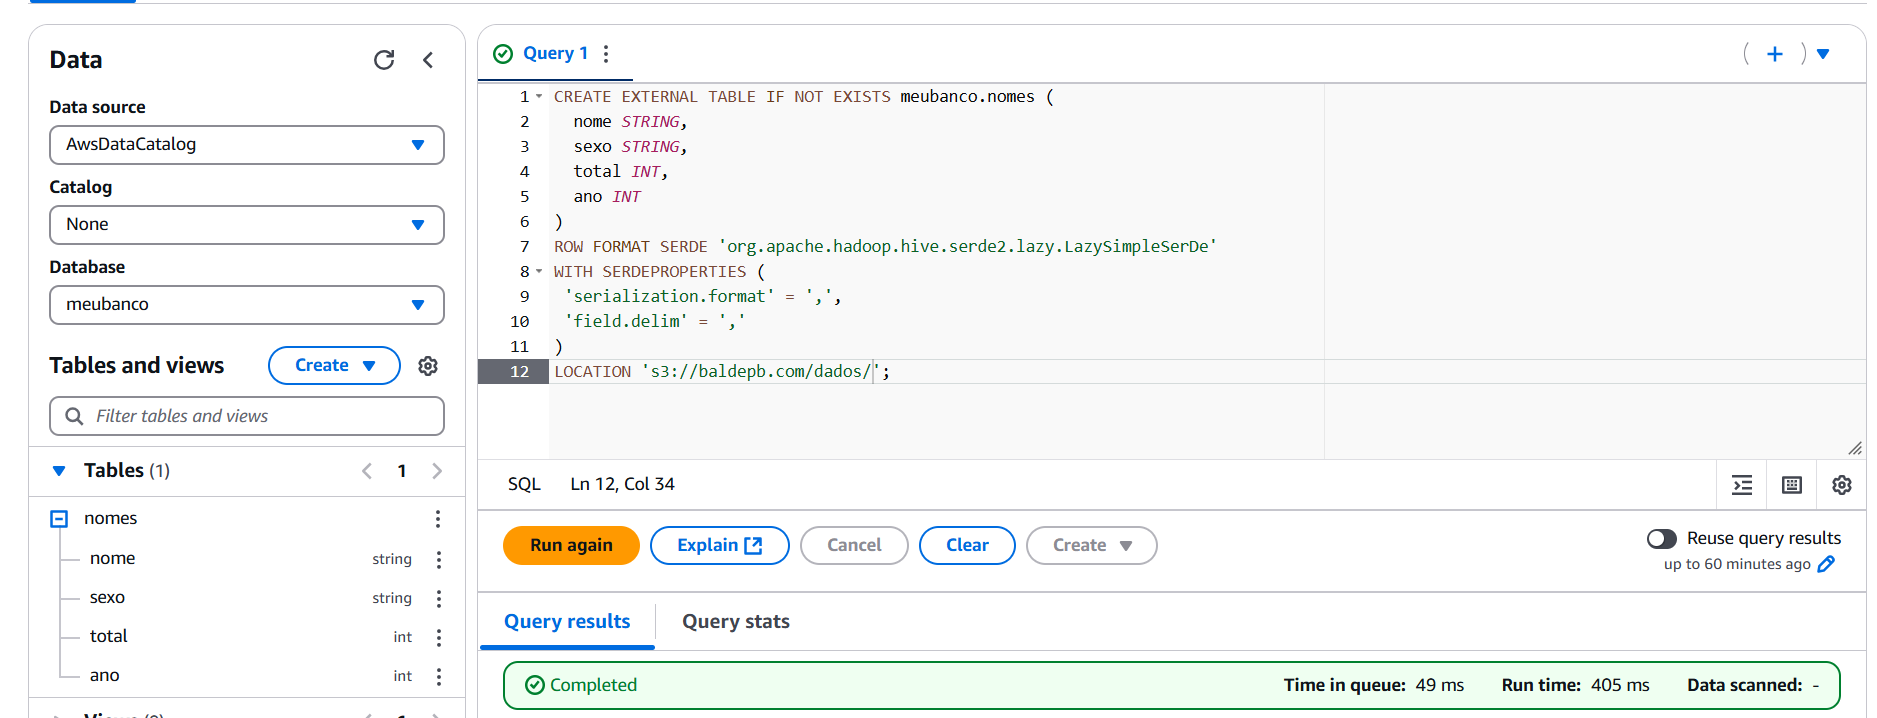 Data
Data source
AwsDataCatalog
Catalog
None
Database
meubanco
Tables and views
Create
Filter tables and views
Tables (1)
1
nomes
nome string
sexo string
total int
ano int
Query 1
1 CREATE EXTERNAL TABLE IF NOT EXISTS meubanco.nomes (
2 nome STRING,
3 sexo STRING,
4 total INT,
5 ano INT
6 )
7 ROW FORMAT SERDE 'org.apache.hadoop.hive.serde2.lazy.LazySimpleSerDe'
8 WITH SERDEPROPERTIES (
9 'serialization.format' = ',',
10 'field.delim' = ','
11 )
12 LOCATION 's3://baldepb.com/dados/';
SQL Ln 12, Col 34
Run again Explain Cancel Clear Create
Reuse query results
up to 60 minutes ago
Query results Query stats
Completed Time in queue: 49 ms Run time: 405 ms Data scanned: -